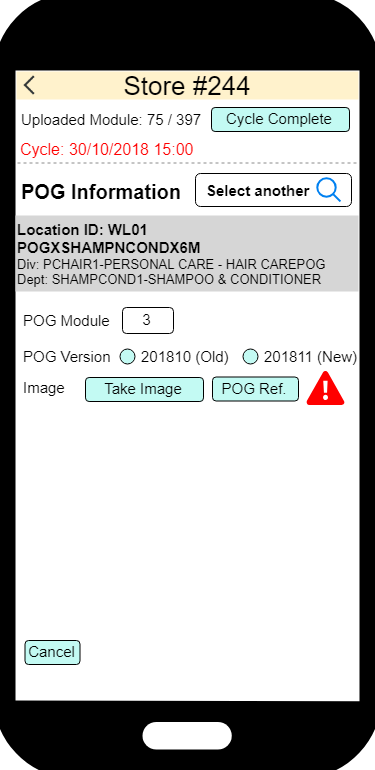 Store #244
Uploaded Module: 75 / 397 Cycle Complete
Cycle: 30/10/2018 15:00
POG Information Select another
Location ID: WL01
POGXSHAMPNCONDX6M
Div: PCHAIR1-PERSONAL CARE - HAIR CAREPOG
Dept: SHAMPCOND1-SHAMPOO & CONDITIONER
POG Module 3
POG Version 201810 (Old) 201811 (New)
Image Take Image POG Ref.
Cancel